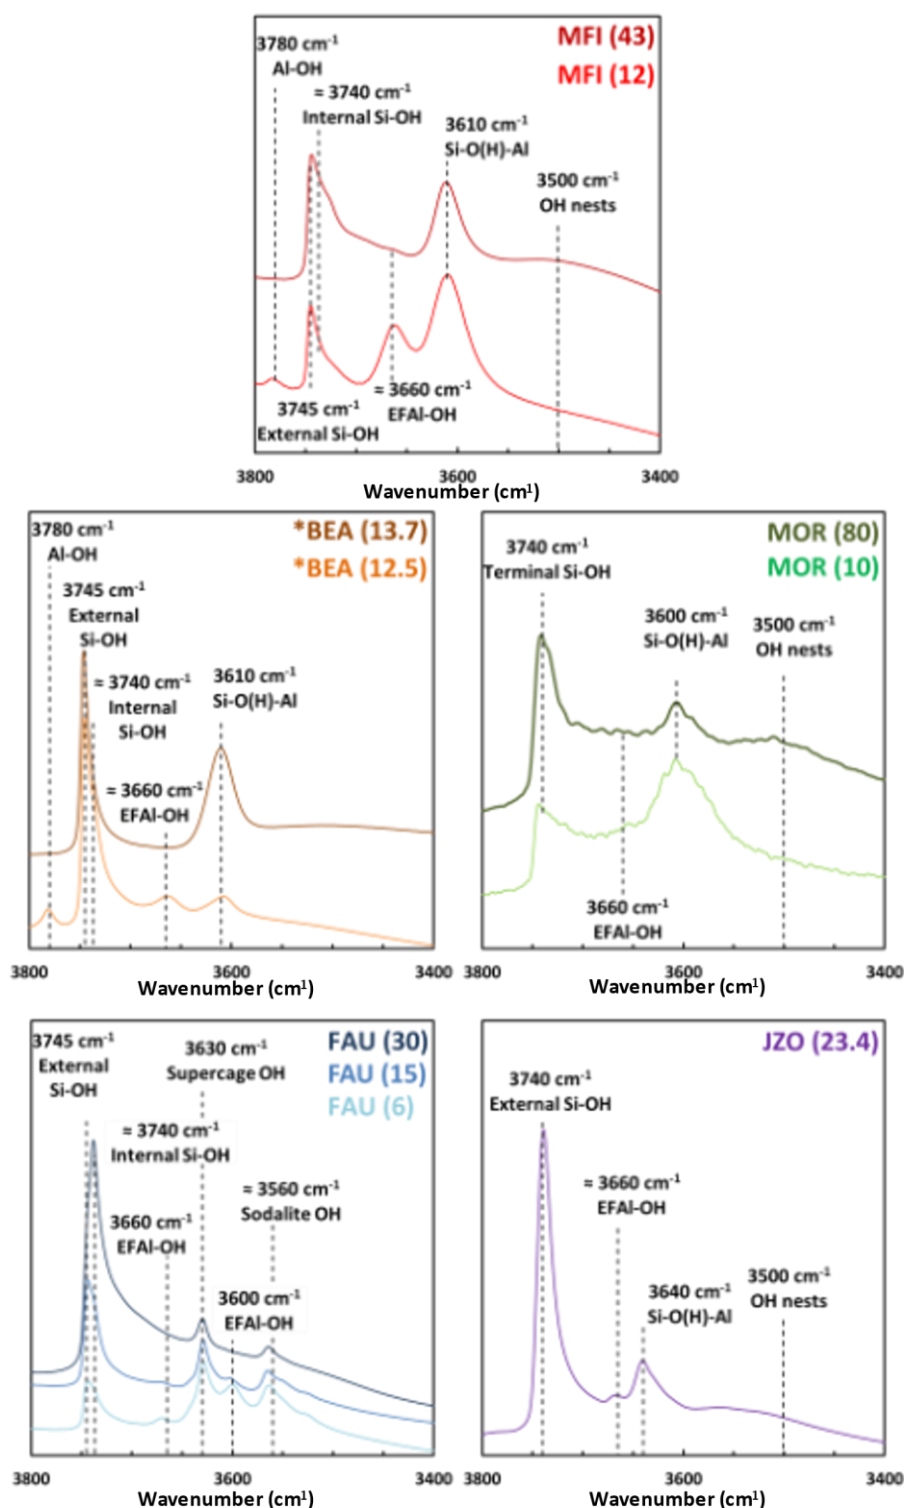 MFI (43)
MFI (12)
3780 cm-1
Al-OH
≈ 3740 cm-1
Internal Si-OH
3610 cm-1
Si-O(H)-Al
3500 cm-1
OH nests
≈ 3660 cm-1
EFAl-OH
3745 cm-1
External Si-OH
3800
3600
3400
Wavenumber (cm1)
*BEA (13.7)
*BEA (12.5)
3780 cm-1
Al-OH
3745 cm-1
External
Si-OH
≈ 3740 cm-1
Internal
Si-OH
3610 cm-1
Si-O(H)-Al
≈ 3660 cm-1
EFAl-OH
3800
3600
3400
Wavenumber (cm1)
MOR (80)
MOR (10)
3740 cm-1
Terminal Si-OH
3600 cm-1
Si-O(H)-Al
3500 cm-1
OH nests
3660 cm-1
EFAl-OH
3800
3600
3400
Wavenumber (cm1)
FAU (30)
FAU (15)
FAU (6)
3745 cm-1
External
Si-OH
3630 cm-1
Supercage OH
≈ 3740 cm-1
Internal Si-OH
≈ 3560 cm-1
Sodalite OH
3660 cm-1
EFAl-OH
3600 cm-1
EFAl-OH
3800
3600
3400
Wavenumber (cm1)
JZO (23.4)
3740 cm-1
External Si-OH
≈ 3660 cm-1
EFAl-OH
3640 cm-1
Si-O(H)-Al
3500 cm-1
OH nests
3800
3600
3400
Wavenumber (cm1)